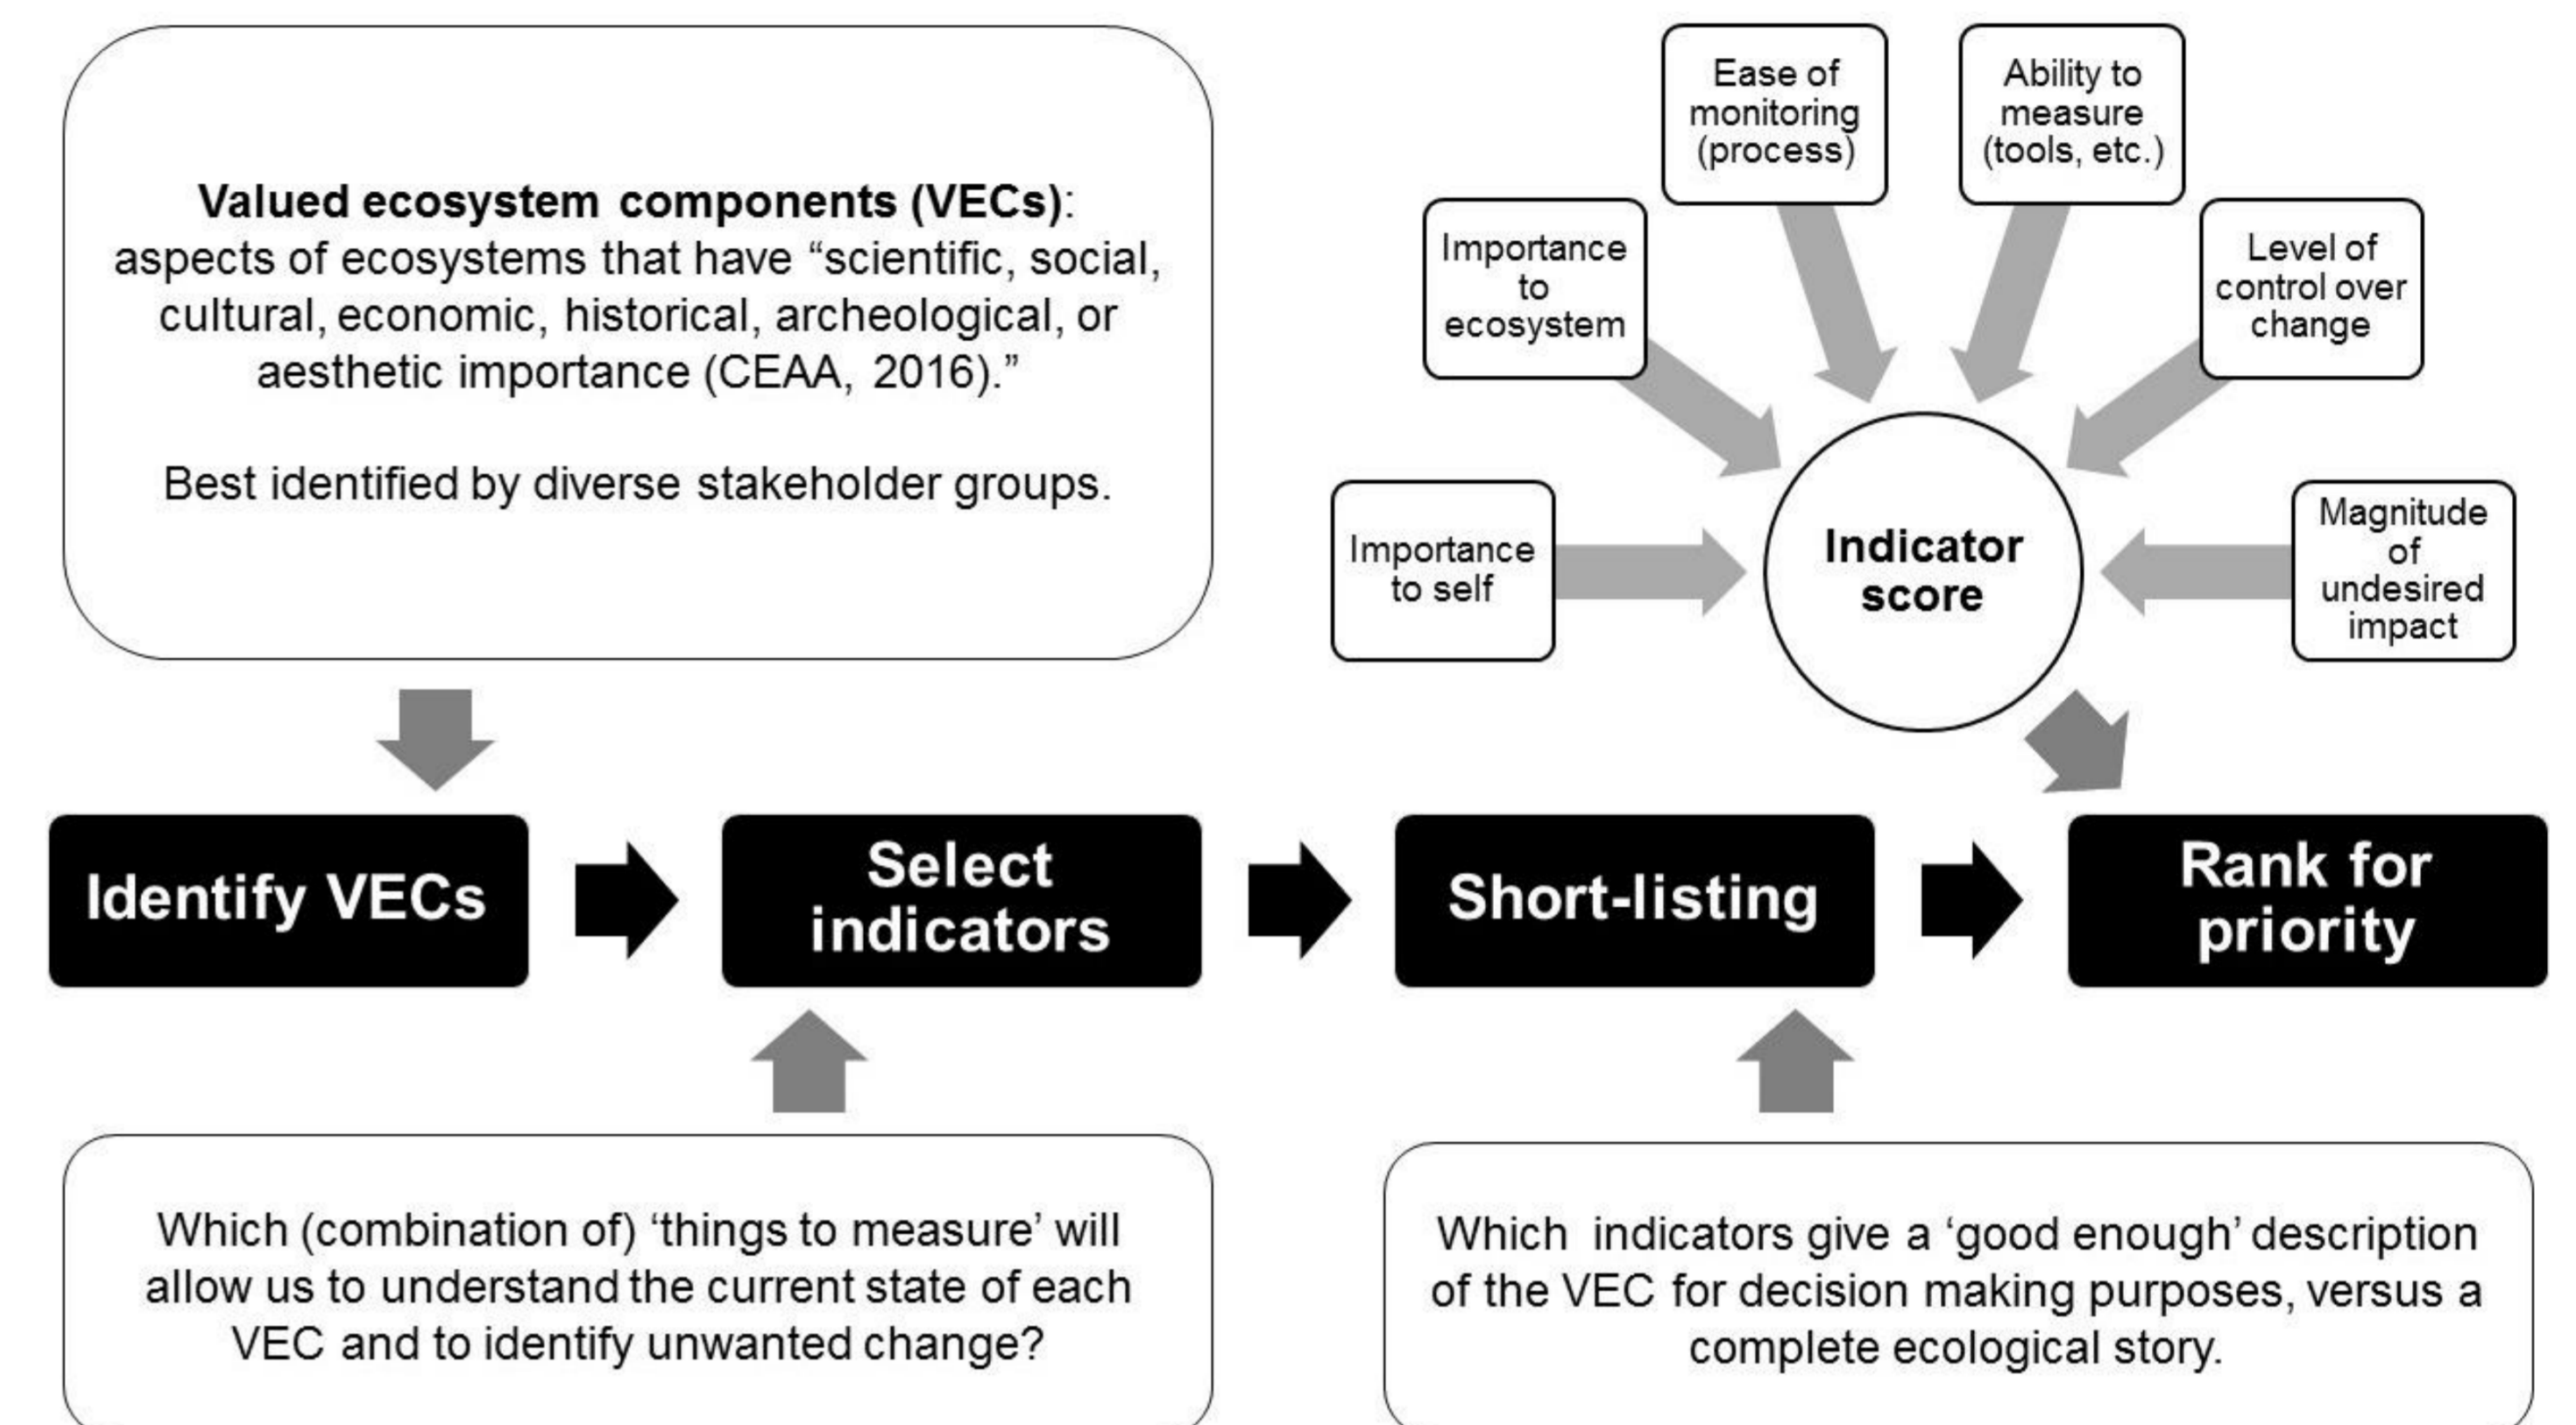 Valued ecosystem components (VECs):
aspects of ecosystems that have “scientific, social,
cultural, economic, historical, archeological, or
aesthetic importance (CEAA, 2016).”
Best identified by diverse stakeholder groups.
Importance
to self
Importance
to
ecosystem
Ease of
monitoring
(process)
Ability to
measure
(tools, etc.)
Level of
control over
change
Magnitude
of
undesired
impact
Indicator
score
Identify VECs
Select
indicators
Short-listing
Rank for
priority
Which (combination of) ‘things to measure’ will
allow us to understand the current state of each
VEC and to identify unwanted change?
Which indicators give a ‘good enough’ description
of the VEC for decision making purposes, versus a
complete ecological story.